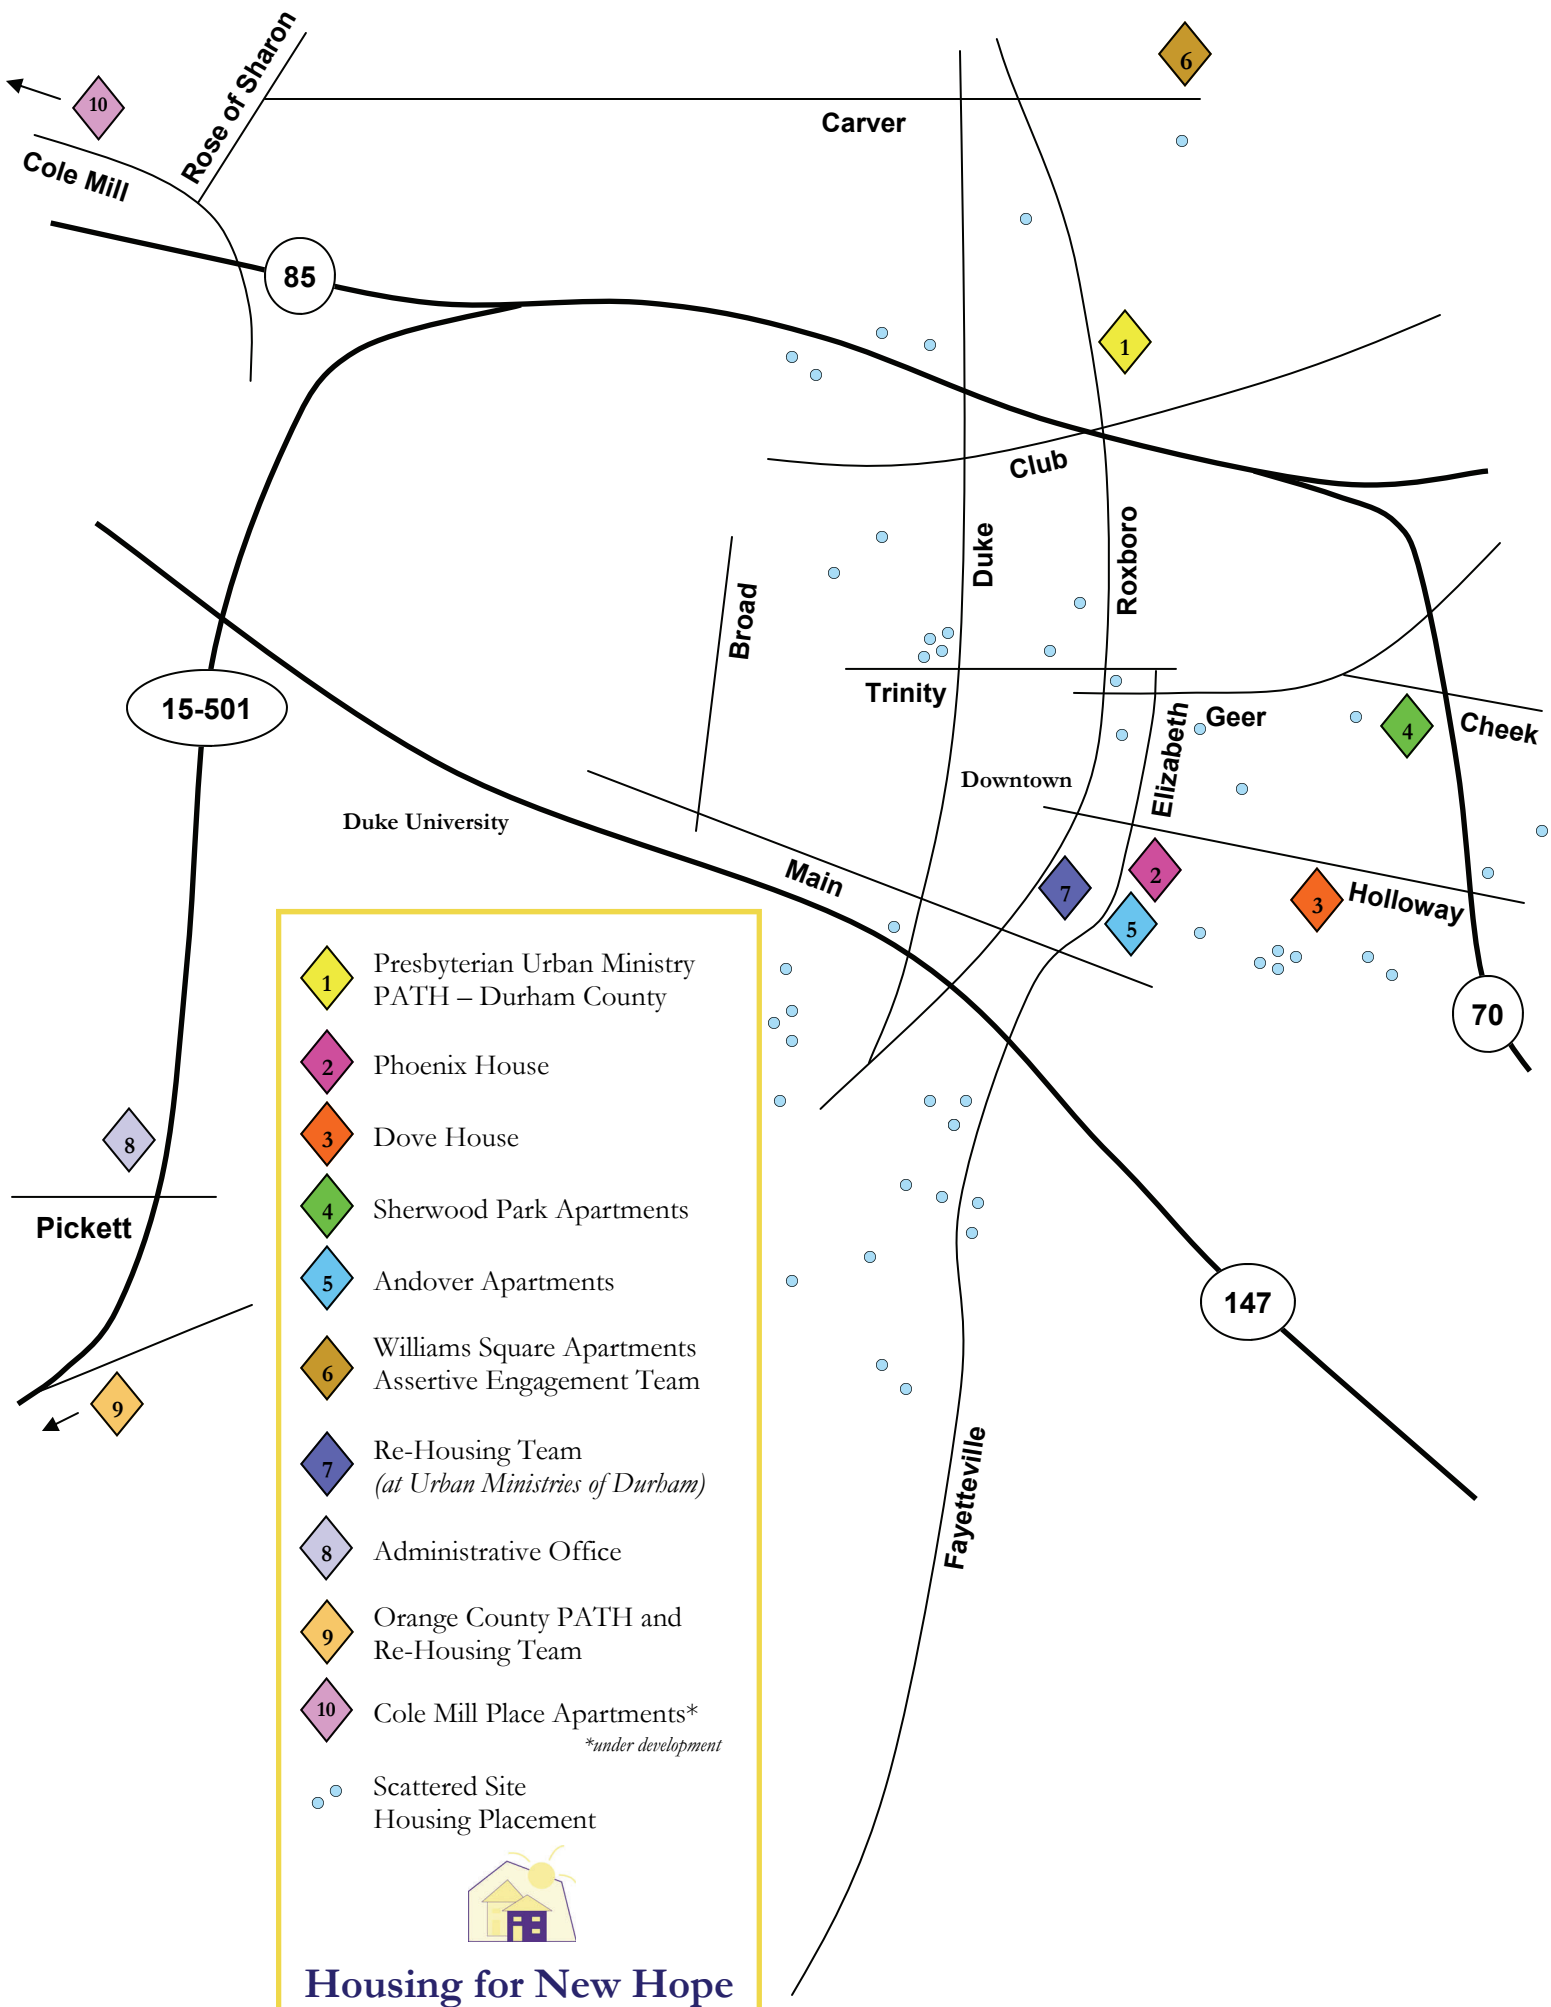 6
10
Rose of Sharon
Carver
Cole Mill
85
1
Club
Duke
Roxboro
Broad
15-501
Trinity
Geer
Elizabeth
4
Cheek
Downtown
Duke University
Main
7
2
5
3
Holloway
70
8
Pickett
9
147
Fayetteville
1
Presbyterian Urban Ministry
PATH – Durham County
2
Phoenix House
3
Dove House
4
Sherwood Park Apartments
5
Andover Apartments
6
Williams Square Apartments
Assertive Engagement Team
7
Re-Housing Team
(at Urban Ministries of Durham)
8
Administrative Office
9
Orange County PATH and
Re-Housing Team
10
Cole Mill Place Apartments*
*under development
Scattered Site
Housing Placement
Housing for New Hope